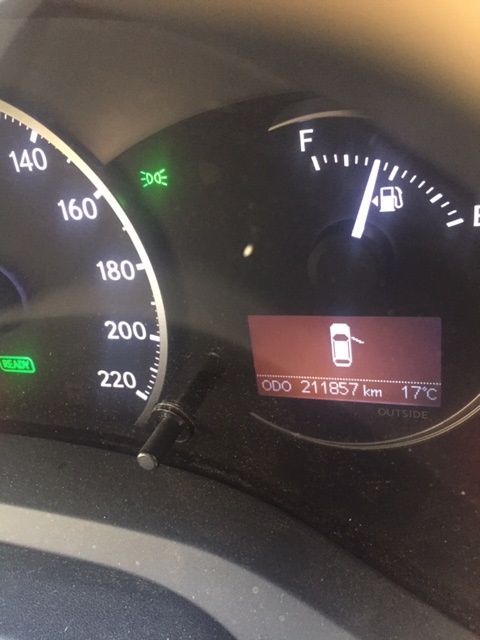 140
160
180
200
220
READY
F
E
ODO 211857 km 17°C
OUTSIDE